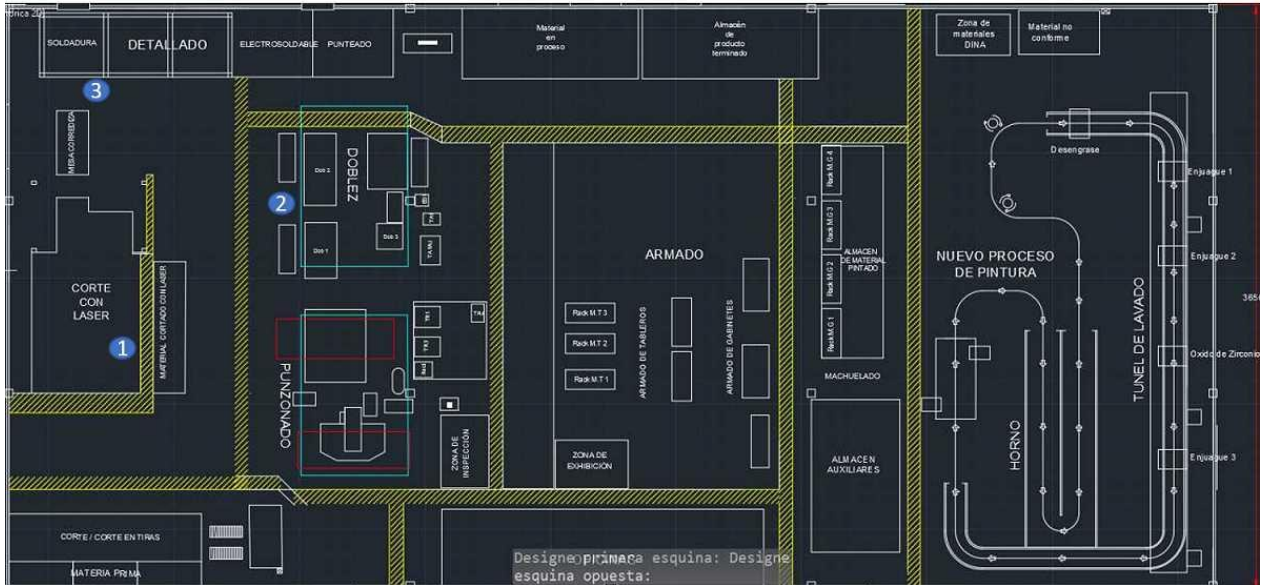 brica 2D
SOLDADURA
DETALLADO
ELECTROSOLDABLE
PUNTEADO
Material
en
proceso
Almacén
de
producto
terminado
Zona de
materiales
DINA
Material no
conforme
3
MESA CORREDIZA
DOBLEZ
Dob 2
2
Dob 1
Dob 3
Desengrase
Enjuague 1
Rack M.G 4
Rack M.G 3
Rack M.G 2
Rack M.G 1
ALMACEN
DE MATERIAL
PINTADO
ARMADO
NUEVO PROCESO
DE PINTURA
Enjuague 2
CORTE
CON
LASER
MATERIAL CORTADO CON LASER
1
3650
TUNEL DE LAVADO
Rack M.T 3
Rack M.T 2
Rack M.T 1
ARMADO DE TABLEROS
ARMADO DE GABINETES
Oxido de Zirconio
MACHUELADO
PUNZONADO
ZONA DE
INSPECCIÓN
ZONA DE
EXHIBICIÓN
ALMACEN
AUXILIARES
HORNO
Enjuague 3
CORTE / CORTE EN TIRAS
MATERIA PRIMA
OFICINAS
Designe primera esquina: Designe
esquina opuesta: